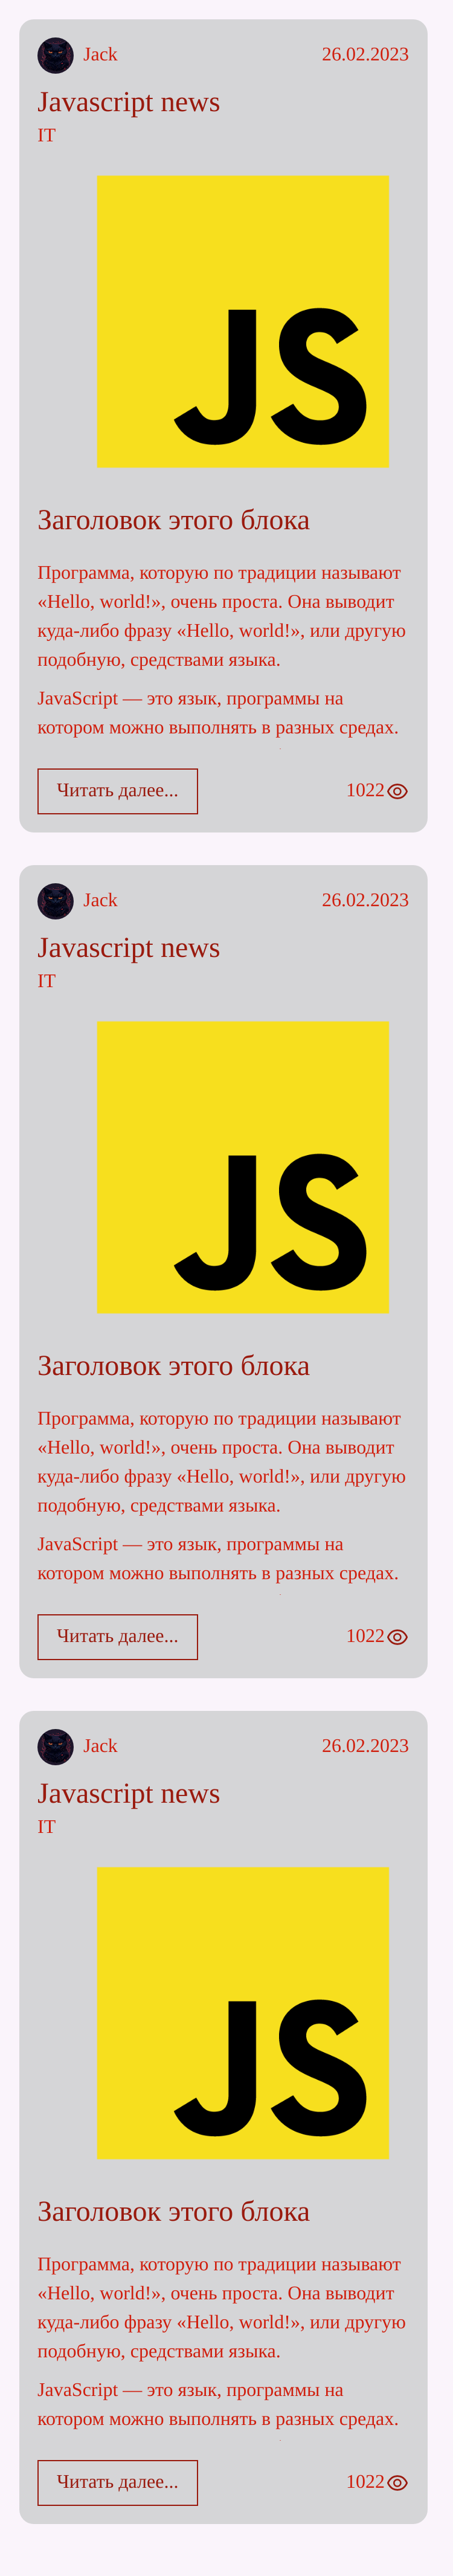 Jack 26.02.2023
Javascript news
IT
JS
Заголовок этого блока
Программа, которую по традиции называют
«Hello, world!», очень проста. Она выводит
куда-либо фразу «Hello, world!», или другую
подобную, средствами языка.
JavaScript — это язык, программы на
котором можно выполнять в разных средах.
Читать далее... 1022
Jack 26.02.2023
Javascript news
IT
JS
Заголовок этого блока
Программа, которую по традиции называют
«Hello, world!», очень проста. Она выводит
куда-либо фразу «Hello, world!», или другую
подобную, средствами языка.
JavaScript — это язык, программы на
котором можно выполнять в разных средах.
Читать далее... 1022
Jack 26.02.2023
Javascript news
IT
JS
Заголовок этого блока
Программа, которую по традиции называют
«Hello, world!», очень проста. Она выводит
куда-либо фразу «Hello, world!», или другую
подобную, средствами языка.
JavaScript — это язык, программы на
котором можно выполнять в разных средах.
Читать далее... 1022